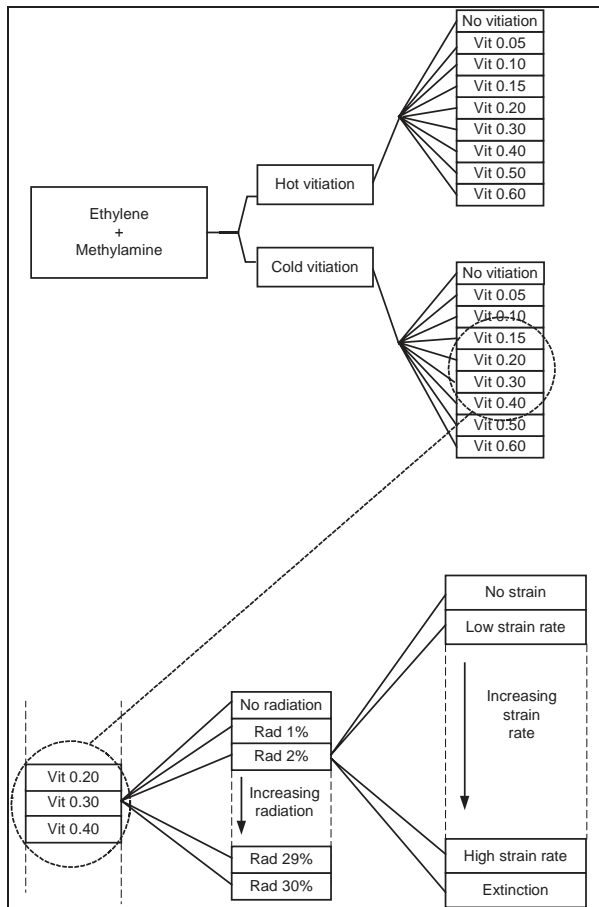 No vitiation
Vit 0.05
Vit 0.10
Vit 0.15
Vit 0.20
Vit 0.30
Vit 0.40
Vit 0.50
Vit 0.60
Hot vitiation
Ethylene
+
Methylamine
Cold vitiation
No vitiation
Vit 0.05
Vit 0.10
Vit 0.15
Vit 0.20
Vit 0.30
Vit 0.40
Vit 0.50
Vit 0.60
No strain
Low strain rate
Increasing
strain
rate
High strain rate
Extinction
No radiation
Rad 1%
Rad 2%
Increasing
radiation
Rad 29%
Rad 30%
Vit 0.20
Vit 0.30
Vit 0.40